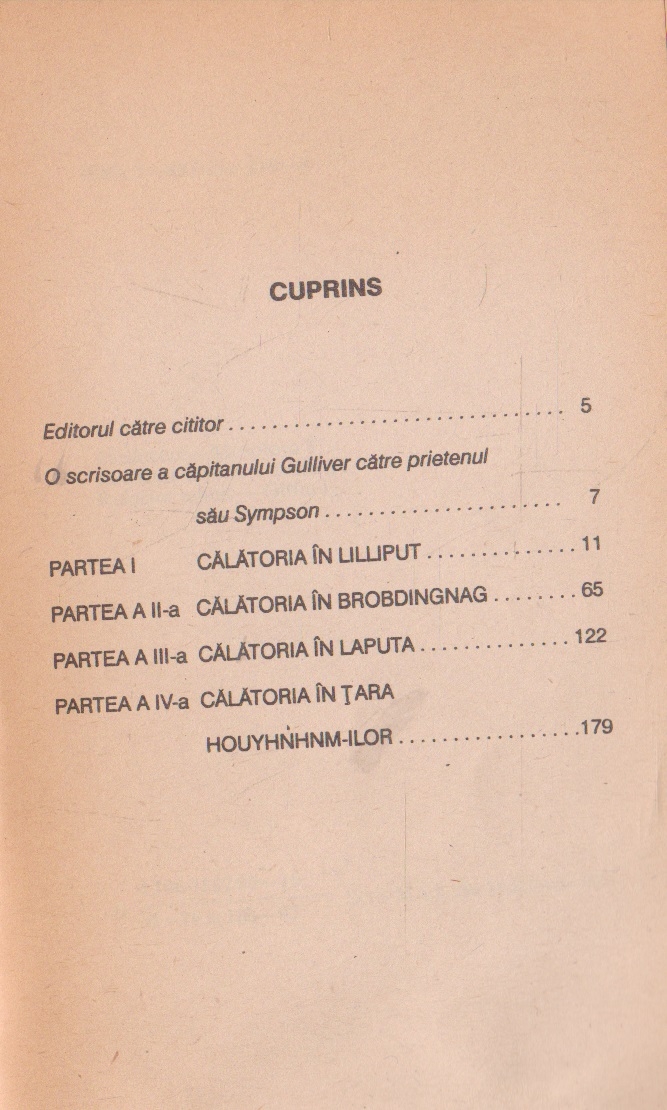 CUPRINS
Editorul către cititor .............................. 5
O scrisoare a căpitanului Gulliver către prietenul
său Sympson ...................... 7
PARTEA I CĂLĂTORIA ÎN LILLIPUT .............. 11
PARTEA A II-a CĂLĂTORIA ÎN BROBDINGNAG ........ 65
PARTEA A III-a CĂLĂTORIA ÎN LAPUTA .............. 122
PARTEA A IV-a CĂLĂTORIA ÎN ŢARA
HOUYHNHNM-ILOR ................. 179